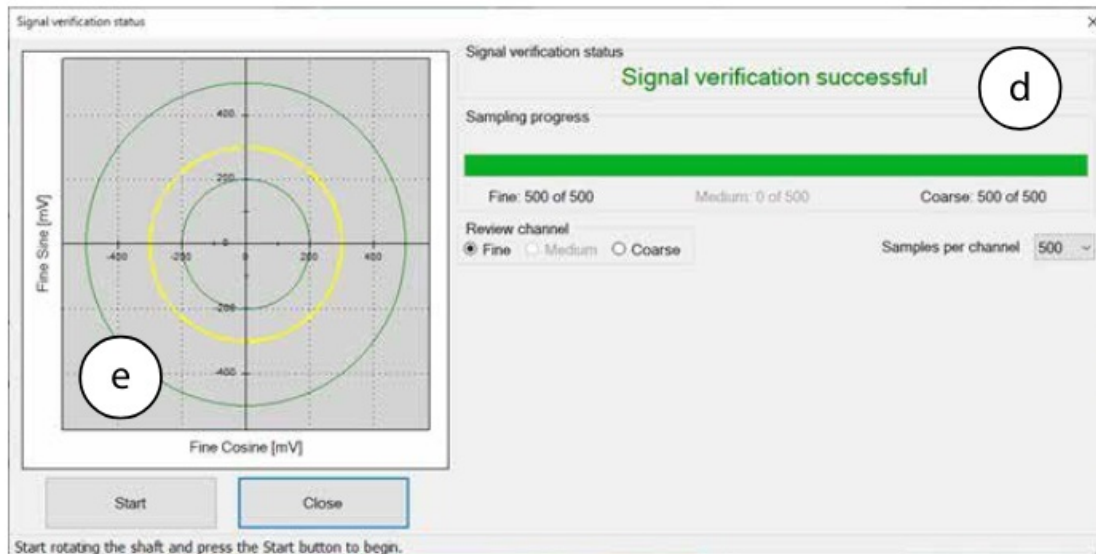 Signal verification status
Signal verification status
Signal verification successful
d
Sampling progress
Fine: 500 of 500 Medium: 0 of 500 Coarse: 500 of 500
Review channel
Fine Medium Coarse
Samples per channel 500
Fine Sine [mV]
400
200
-400 -200 0 200 400
-200
-400
e
Fine Cosine [mV]
Start Close
Start rotating the shaft and press the Start button to begin.